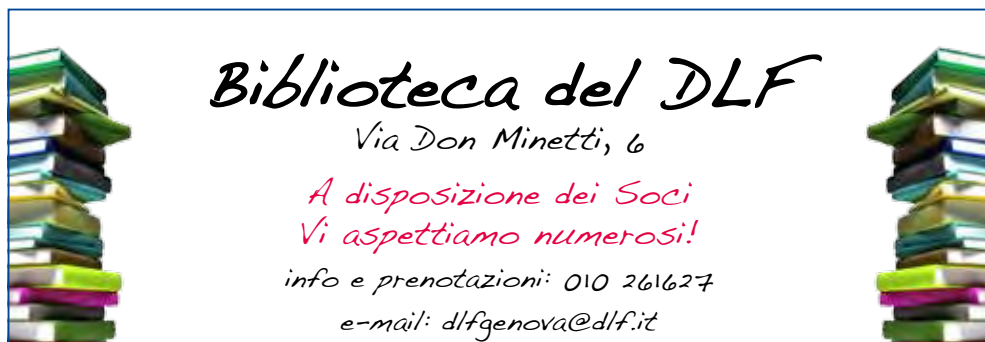 Biblioteca del DLF
Via Don Minetti, 6
A disposizione dei Soci
Vi aspettiamo numerosi!
info e prenotazioni: 010 261627
e-mail: dlfgenova@dlf.it